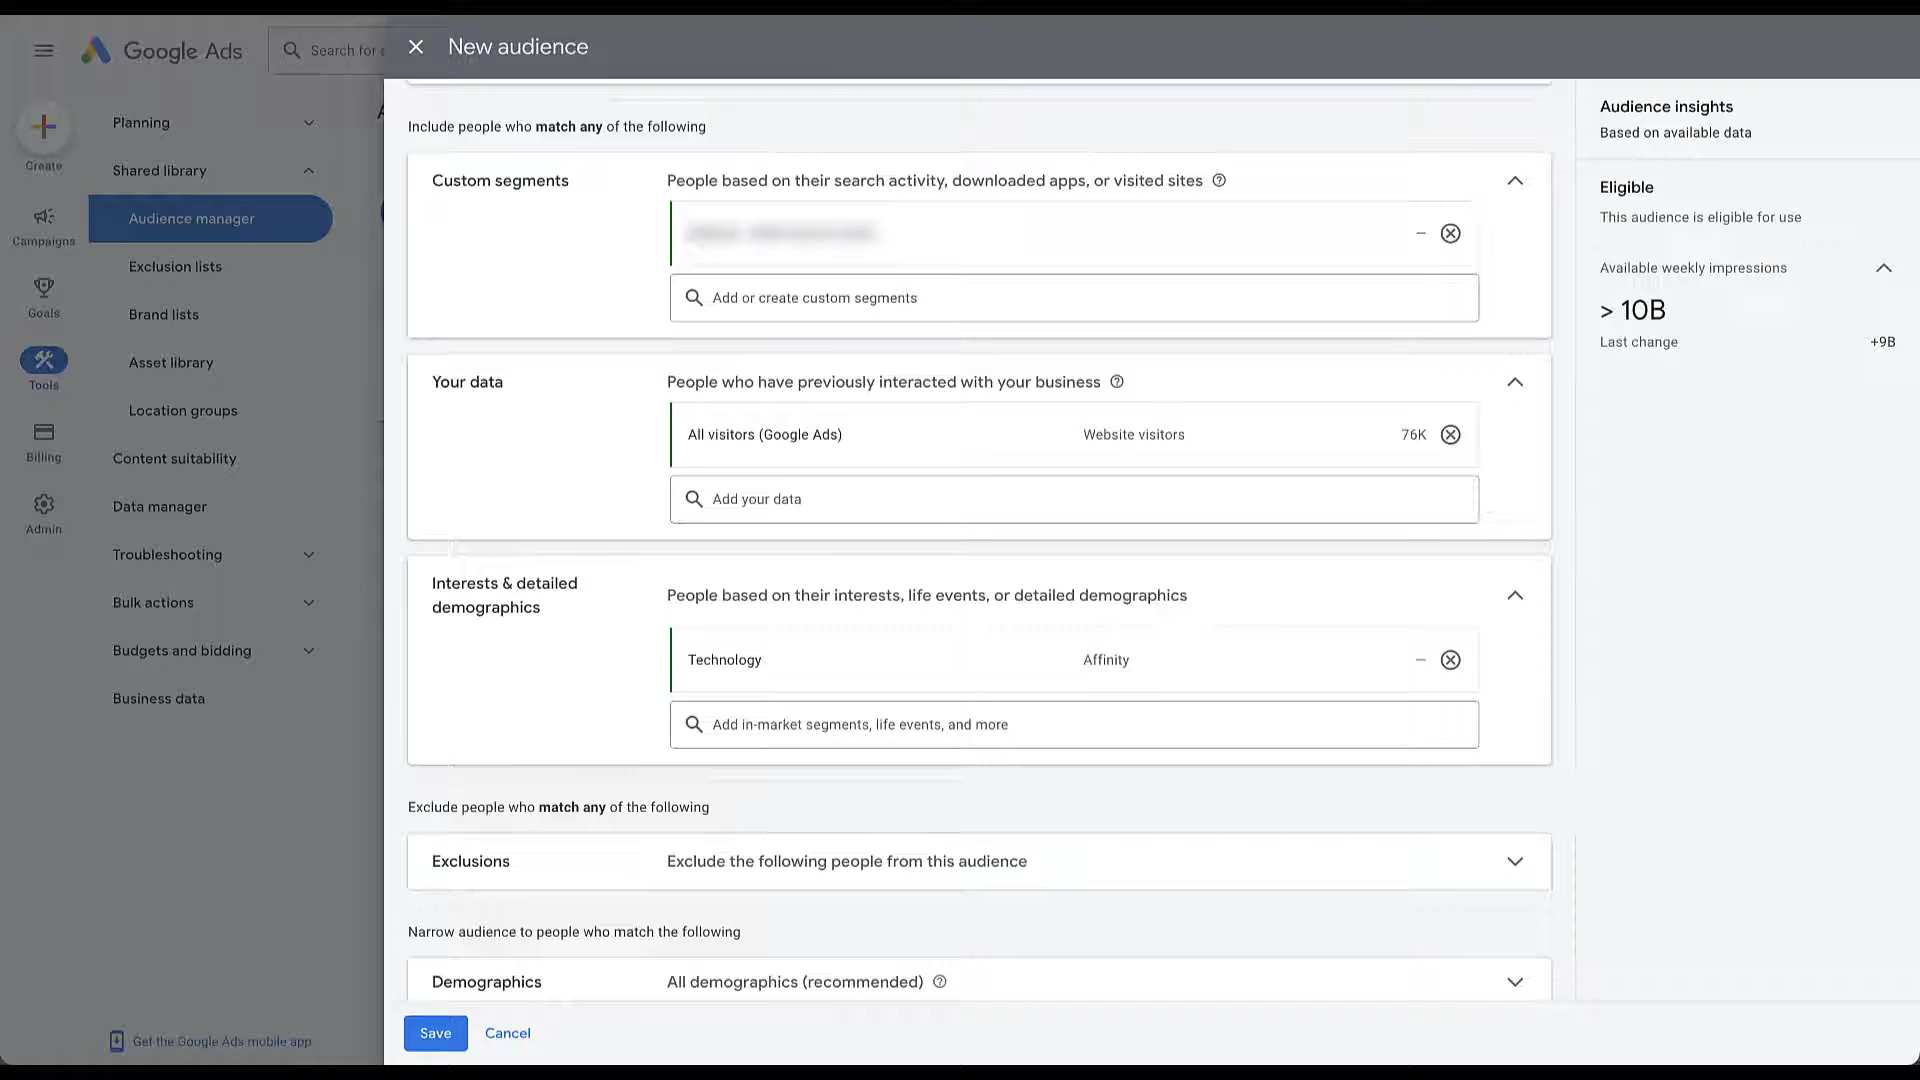 Google Ads
Search for
New audience
Create
Campaigns
Goals
Tools
Billing
Admin
Planning
Shared library
Audience manager
Exclusion lists
Brand lists
Asset library
Location groups
Content suitability
Data manager
Troubleshooting
Bulk actions
Budgets and bidding
Business data
Get the Google Ads mobile app
Include people who match any of the following
Custom segments
People based on their search activity, downloaded apps, or visited sites
–
Add or create custom segments
Your data
People who have previously interacted with your business
All visitors (Google Ads) Website visitors 76K
Add your data
Interests & detailed
demographics
People based on their interests, life events, or detailed demographics
Technology Affinity –
Add in-market segments, life events, and more
Exclude people who match any of the following
Exclusions Exclude the following people from this audience
Narrow audience to people who match the following
Demographics All demographics (recommended)
Save Cancel
Audience insights
Based on available data
Eligible
This audience is eligible for use
Available weekly impressions
> 10B
Last change +9B